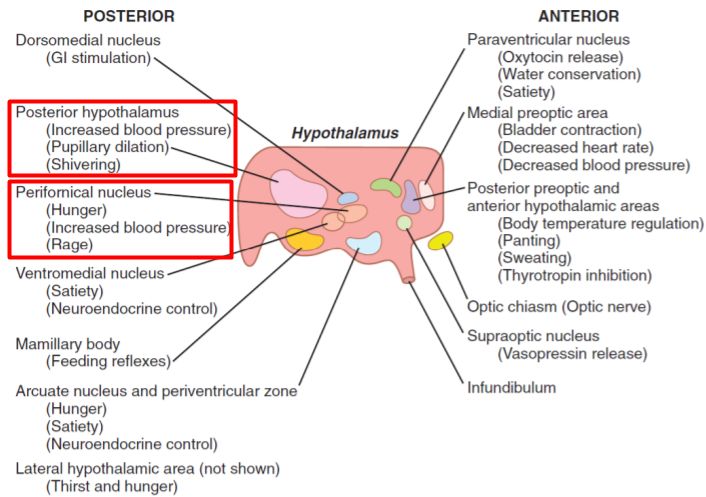 POSTERIOR
Dorsomedial nucleus
(GI stimulation)
Posterior hypothalamus
(Increased blood pressure)
(Pupillary dilation)
(Shivering)
Perifornical nucleus
(Hunger)
(Increased blood pressure)
(Rage)
Ventromedial nucleus
(Satiety)
(Neuroendocrine control)
Mamillary body
(Feeding reflexes)
Arcuate nucleus and periventricular zone
(Hunger)
(Satiety)
(Neuroendocrine control)
Lateral hypothalamic area (not shown)
(Thirst and hunger)
Hypothalamus
ANTERIOR
Paraventricular nucleus
(Oxytocin release)
(Water conservation)
(Satiety)
Medial preoptic area
(Bladder contraction)
(Decreased heart rate)
(Decreased blood pressure)
Posterior preoptic and
anterior hypothalamic areas
(Body temperature regulation)
(Panting)
(Sweating)
(Thyrotropin inhibition)
Optic chiasm (Optic nerve)
Supraoptic nucleus
(Vasopressin release)
Infundibulum